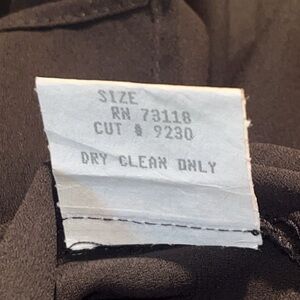 SIZE
RN 73118
CUT # 9230
DRY CLEAN ONLY